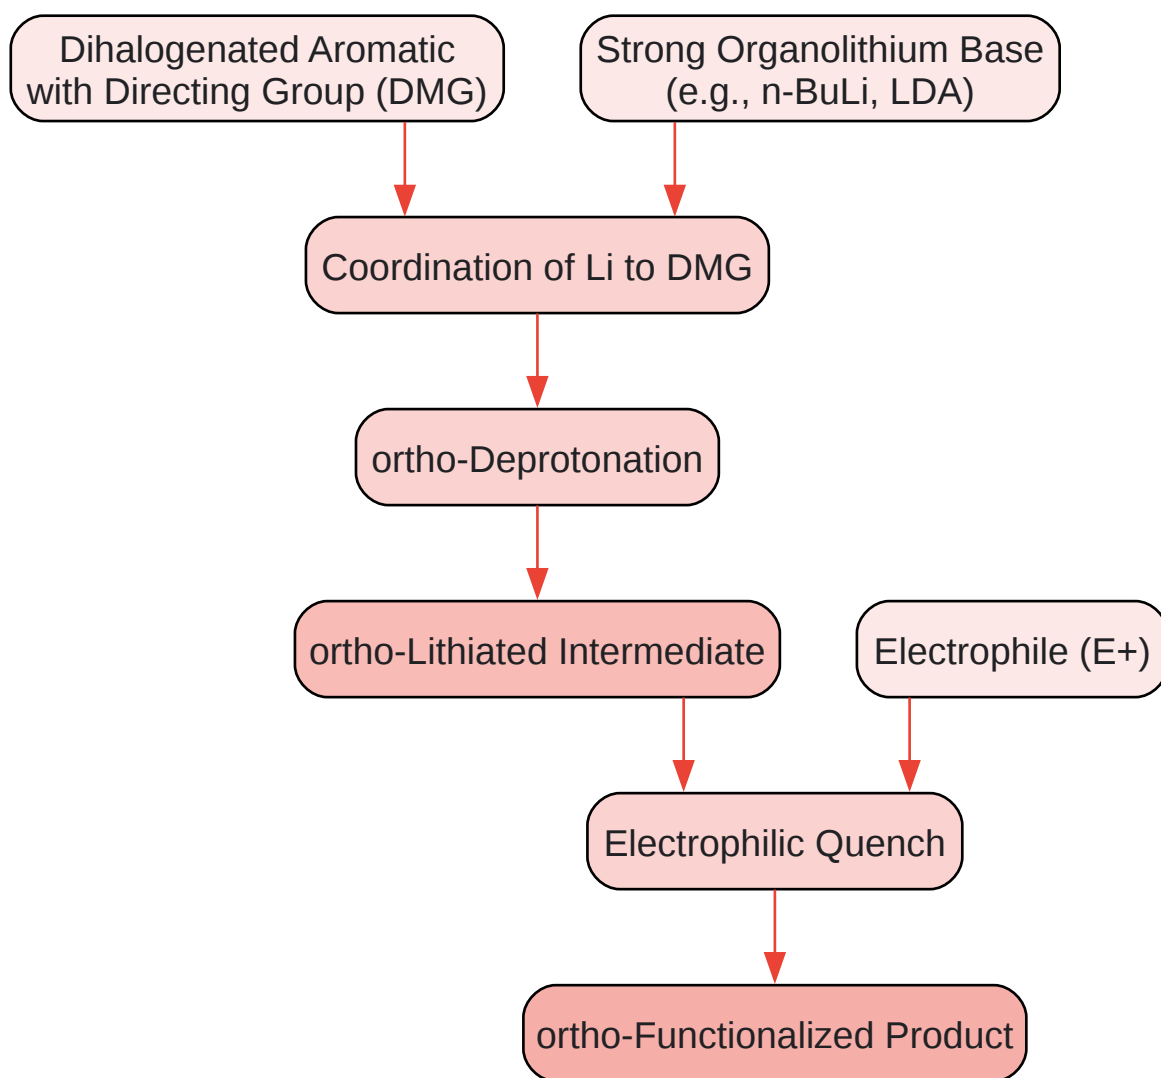 Dihalogenated Aromatic
with Directing Group (DMG)
Strong Organolithium Base
(e.g., n-BuLi, LDA)
Coordination of Li to DMG
ortho-Deprotonation
ortho-Lithiated Intermediate
Electrophile (E+)
Electrophilic Quench
ortho-Functionalized Product